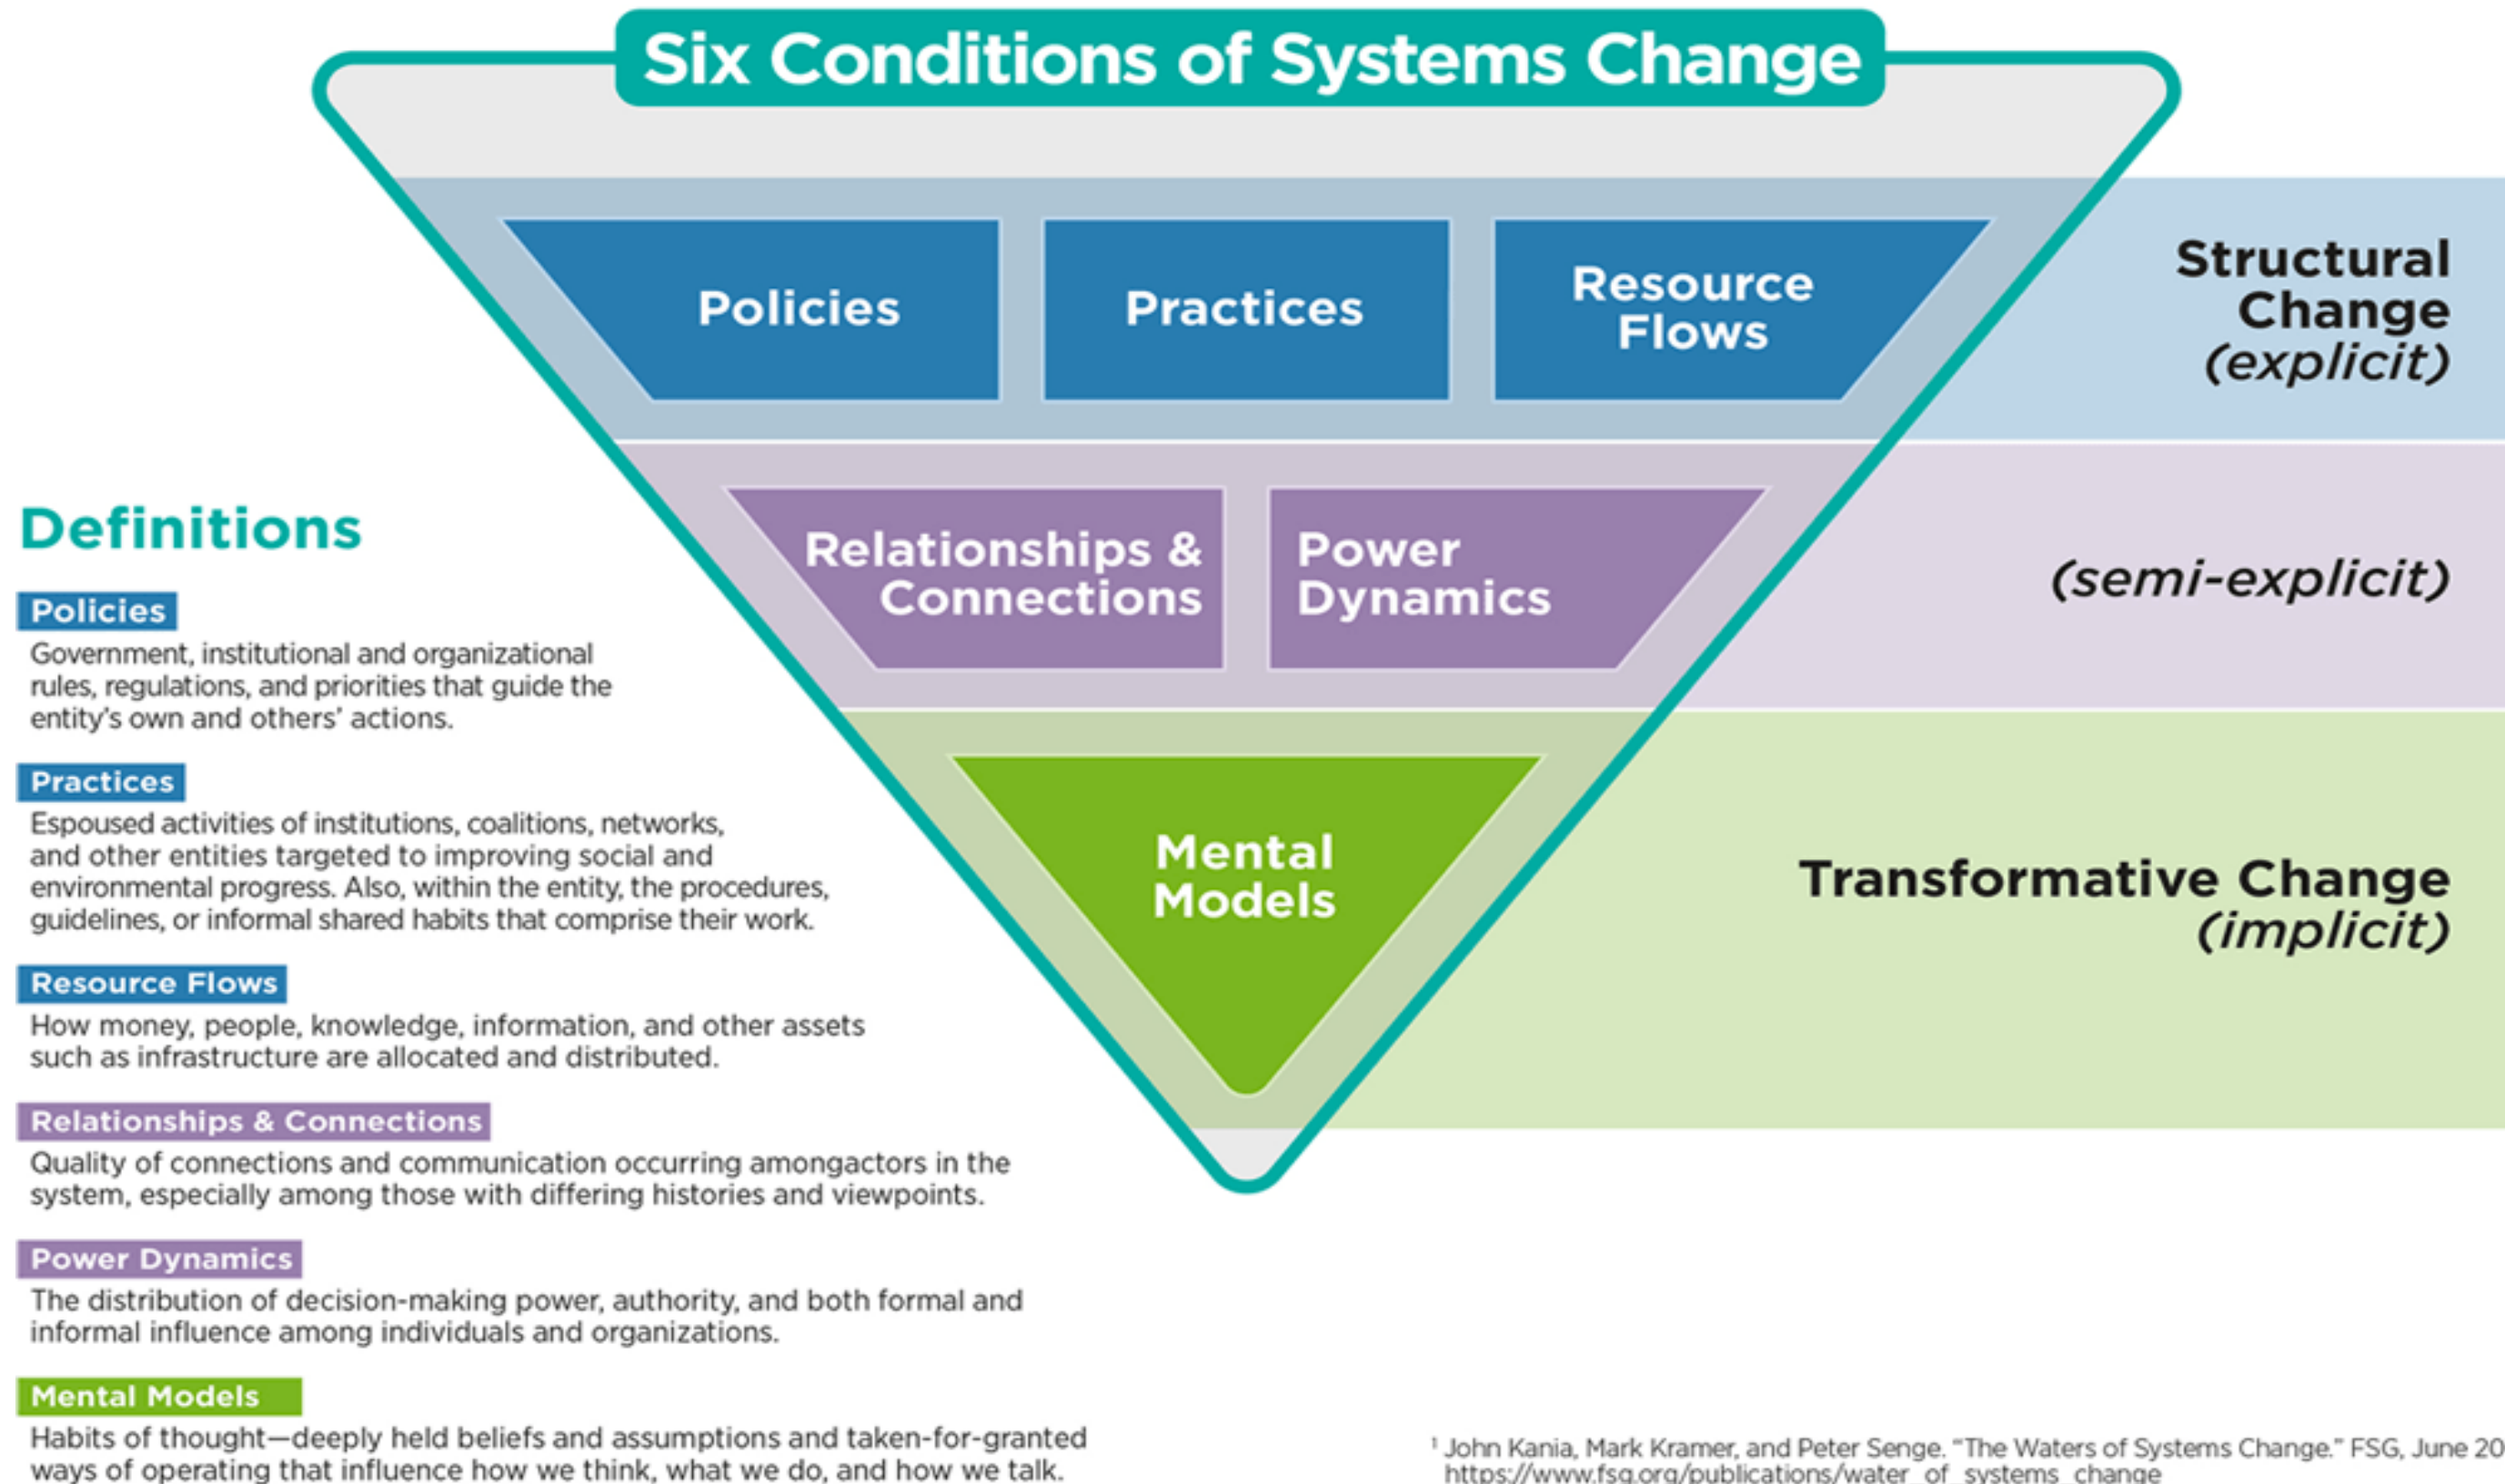 Six Conditions of Systems Change
Policies
Practices
Resource
Flows
Structural
Change
(explicit)
Relationships &
Connections
Power
Dynamics
(semi-explicit)
Mental
Models
Transformative Change
(implicit)
Definitions
Policies
Government, institutional and organizational
rules, regulations, and priorities that guide the
entity's own and others' actions.
Practices
Espoused activities of institutions, coalitions, networks,
and other entities targeted to improving social and
environmental progress. Also, within the entity, the procedures,
guidelines, or informal shared habits that comprise their work.
Resource Flows
How money, people, knowledge, information, and other assets
such as infrastructure are allocated and distributed.
Relationships & Connections
Quality of connections and communication occurring amongactors in the
system, especially among those with differing histories and viewpoints.
Power Dynamics
The distribution of decision-making power, authority, and both formal and
informal influence among individuals and organizations.
Mental Models
Habits of thought—deeply held beliefs and assumptions and taken-for-granted
ways of operating that influence how we think, what we do, and how we talk.
¹ John Kania, Mark Kramer, and Peter Senge. "The Waters of Systems Change." FSG, June 20
https://www.fsg.org/publications/water_of_systems_change